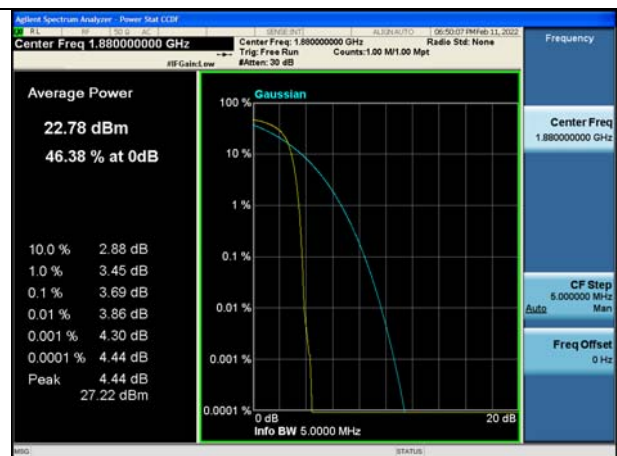 Agilent Spectrum Analyzer - Power Stat CCDF
RL RF 50 Ω AC SENSE:INT ALIGN AUTO 06:50:07 PM Feb 11, 2022
Center Freq 1.880000000 GHz
Center Freq: 1.880000000 GHz Radio Std: None
Trig: Free Run Counts:1.00 M/1.00 Mpt
#IFGain:Low #Atten: 30 dB
Frequency
Average Power
22.78 dBm
46.38 % at 0dB
10.0 % 2.88 dB
1.0 % 3.45 dB
0.1 % 3.69 dB
0.01 % 3.86 dB
0.001 % 4.30 dB
0.0001 % 4.44 dB
Peak 4.44 dB
27.22 dBm
Gaussian
100 %
10 %
1 %
0.1 %
0.01 %
0.001 %
0.0001 %
0 dB 20 dB
Info BW 5.0000 MHz
Center Freq
1.880000000 GHz
CF Step
5.000000 MHz
Auto Man
Freq Offset
0 Hz
MSG STATUS